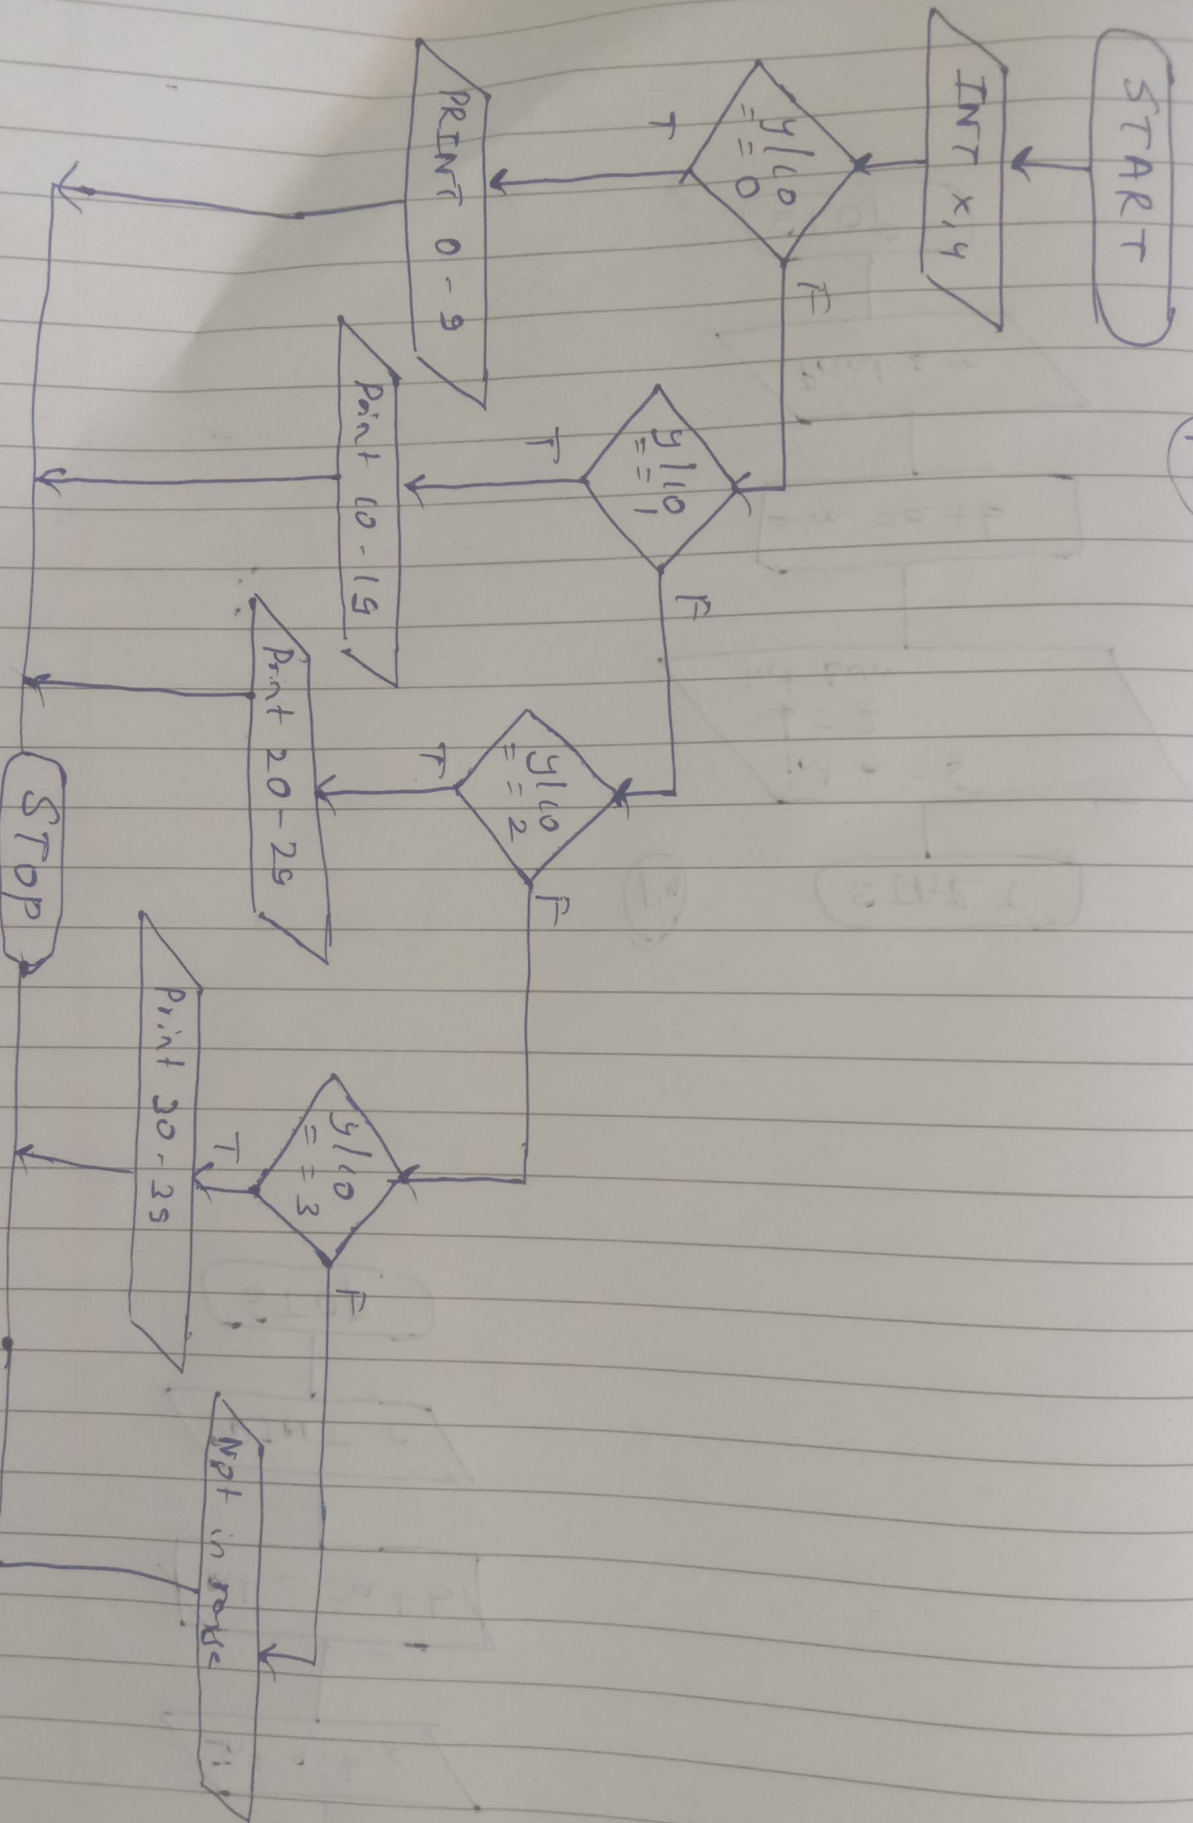 START
INT x,y
y/10
==0
T
F
PRINT 0-9
y/10
==1
T
F
Print 10-19
y/10
==2
T
F
Print 20-29
y/10
==3
T
F
Print 30-39
Not in range
STOP